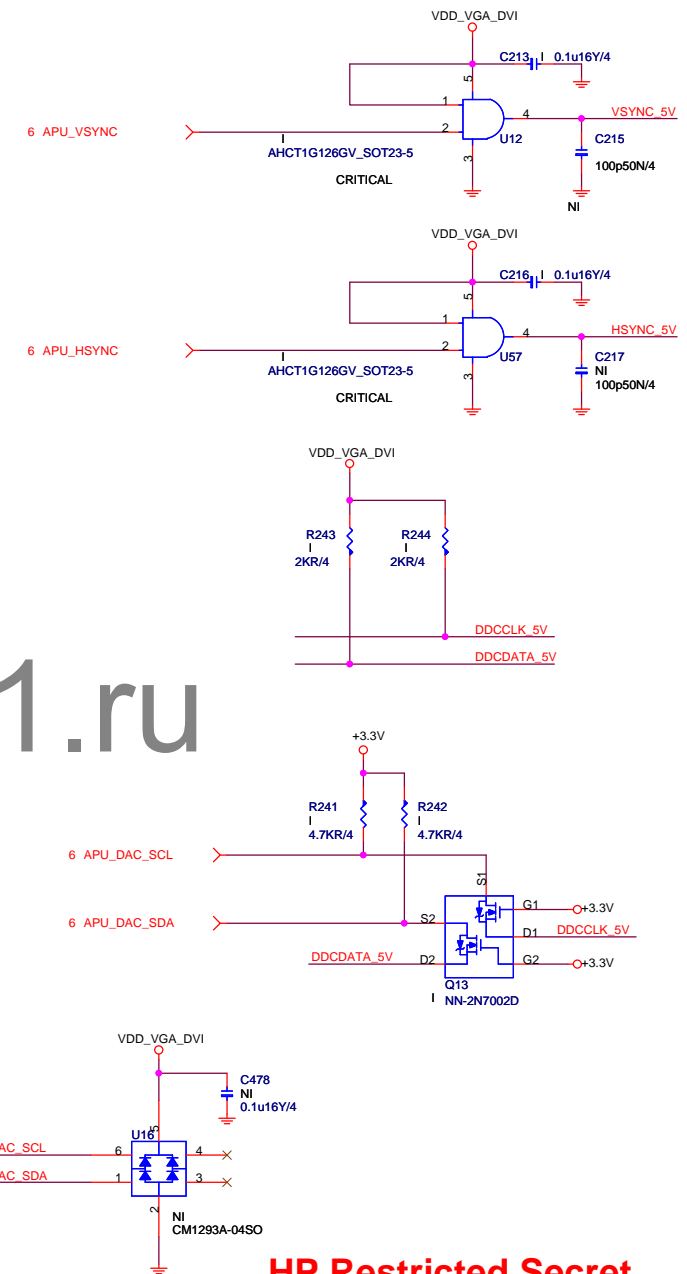 VDD_VGA_DVI
C213 I 0.1u16Y/4
5
1
4 VSYNC_5V
6 APU_VSYNC
2
I
U12
C215
AHCT1G126GV_SOT23-5
3
100p50N/4
CRITICAL
NI
VDD_VGA_DVI
C216 I 0.1u16Y/4
5
1
4 HSYNC_5V
6 APU_HSYNC
2
I
U57
C217
NI
AHCT1G126GV_SOT23-5
3
100p50N/4
CRITICAL
VDD_VGA_DVI
R243 R244
I I
2KR/4 2KR/4
DDCCLK_5V
DDCDATA_5V
1.ru
+3.3V
R241 R242
I I
4.7KR/4 4.7KR/4
6 APU_DAC_SCL
S1
G1 +3.3V
6 APU_DAC_SDA
S2
D1 DDCCLK_5V
DDCDATA_5V D2
G2 +3.3V
Q13
I NN-2N7002D
VDD_VGA_DVI
C478
NI
0.1u16Y/4
5
U16
AC_SCL 6 4
AC_SDA 1 3
2
NI
CM1293A-04SO
HP Restricted Secret